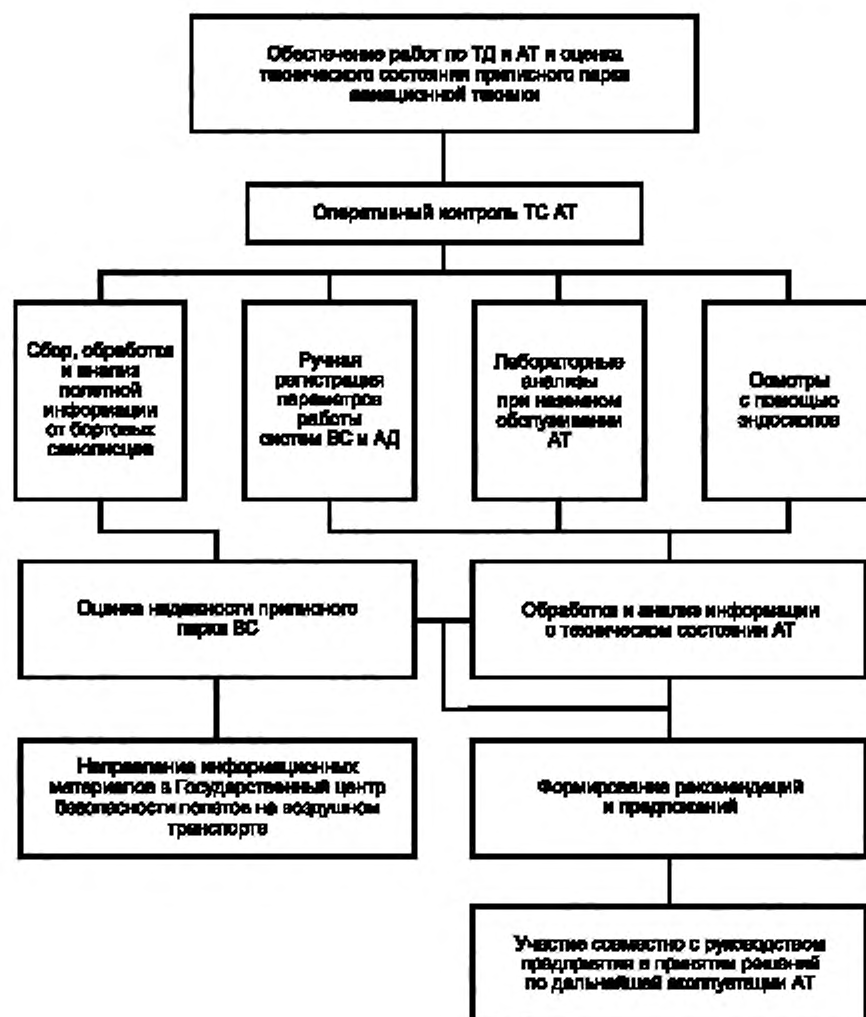 Обеспечение работ по ТД и АТ и оценка
технического состояния приписного парка
авиационной техники
Оперативный контроль ТС АТ
Сбор, обработка
и анализ
полетной
информации
от бортовых
самописцев
Ручная
регистрация
параметров
работы
систем ВС и АД
Лабораторные
анализы
при наземном
обслуживании
АТ
Осмотры
с помощью
эндоскопов
Оценка надежности приписного
парка ВС
Обработка и анализ информации
о техническом состоянии АТ
Направление информационных
материалов в Государственный центр
безопасности полетов на воздушном
транспорте
Формирование рекомендаций
и предложений
Участие совместно с руководством
предприятия в принятии решений
по дальнейшей эксплуатации АТ